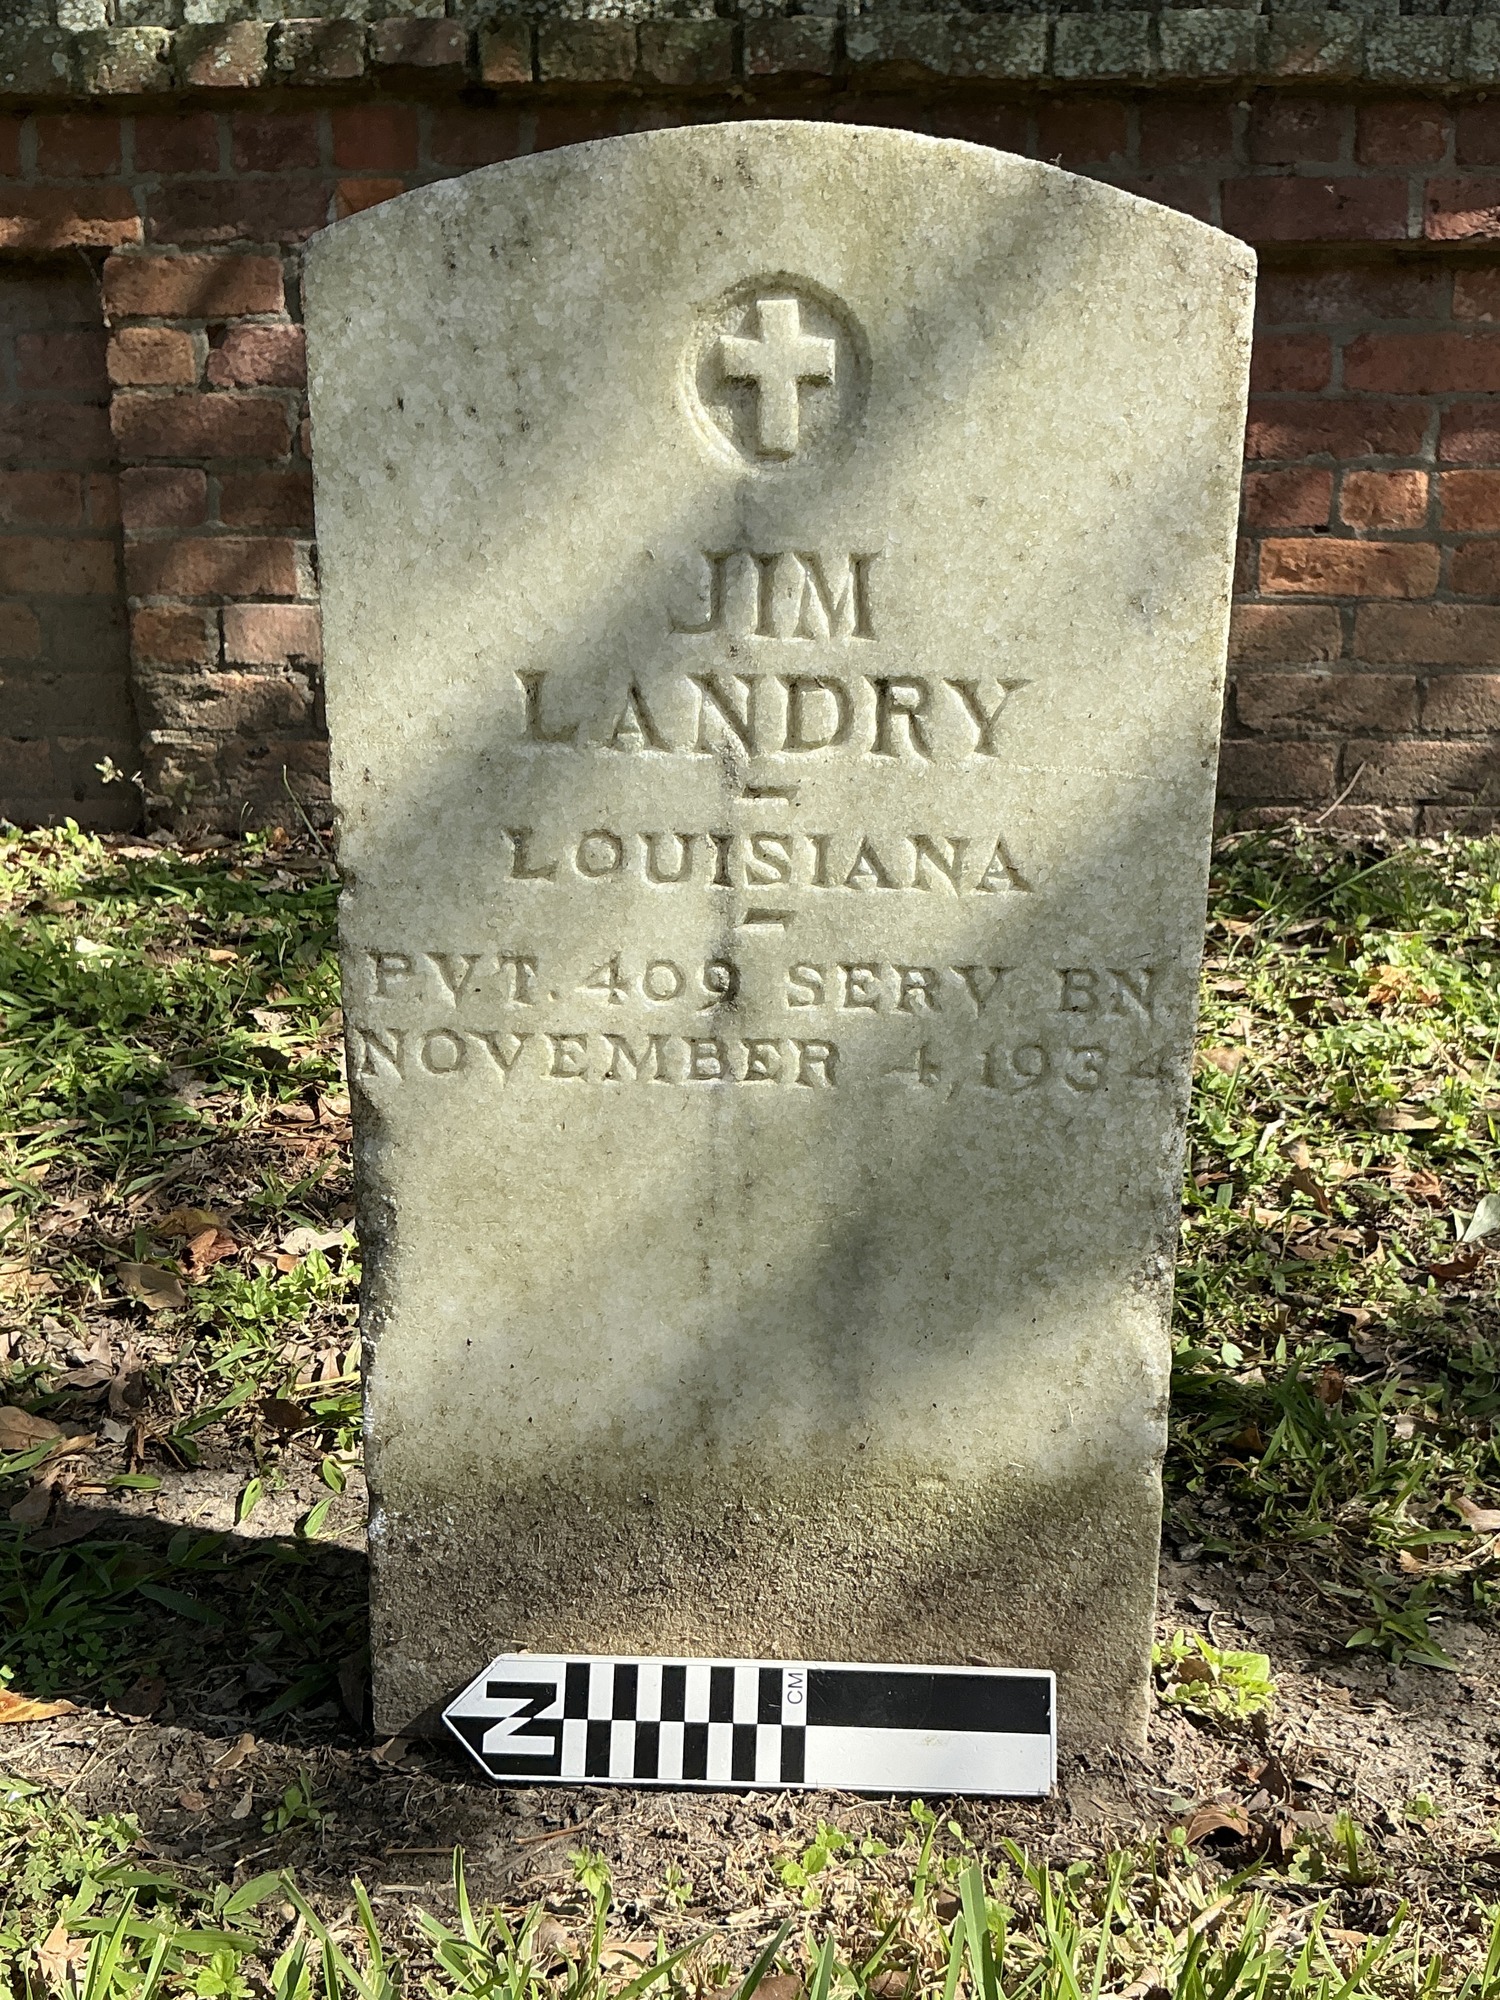 JIM
LANDRY
-
LOUISIANA
-
PVT. 409 SERV. BN.
NOVEMBER 4, 1934
N
CM